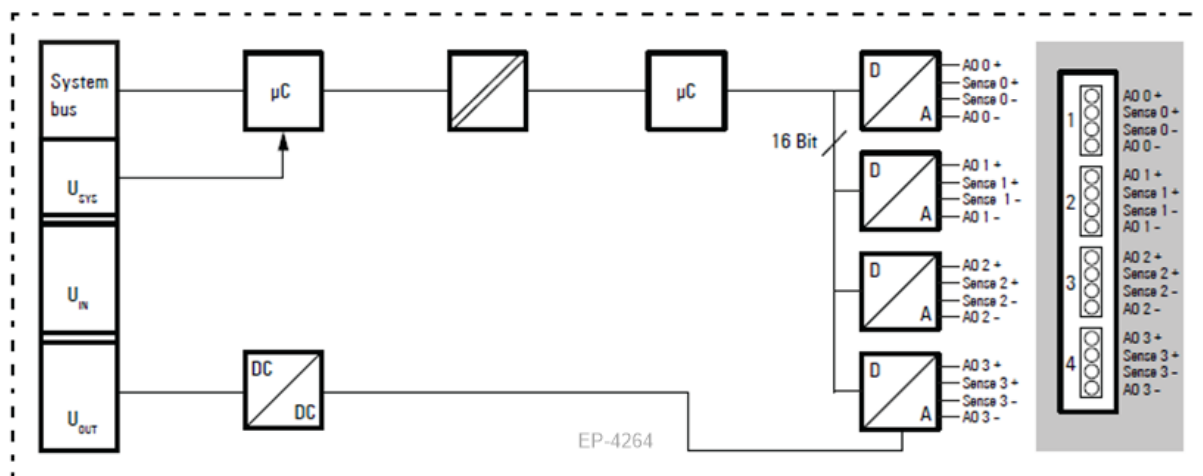 System
bus
U SYS
U IN
U OUT
µC
µC
DC
DC
16 Bit
D
A
AO 0 +
Sense 0 +
Sense 0 -
AO 0 -
D
A
AO 1 +
Sense 1 +
Sense 1 -
AO 1 -
D
A
AO 2 +
Sense 2 +
Sense 2 -
AO 2 -
D
A
AO 3 +
Sense 3 +
Sense 3 -
AO 3 -
EP-4264
1
AO 0 +
Sense 0 +
Sense 0 -
AO 0 -
2
AO 1 +
Sense 1 +
Sense 1 -
AO 1 -
3
AO 2 +
Sense 2 +
Sense 2 -
AO 2 -
4
AO 3 +
Sense 3 +
Sense 3 -
AO 3 -